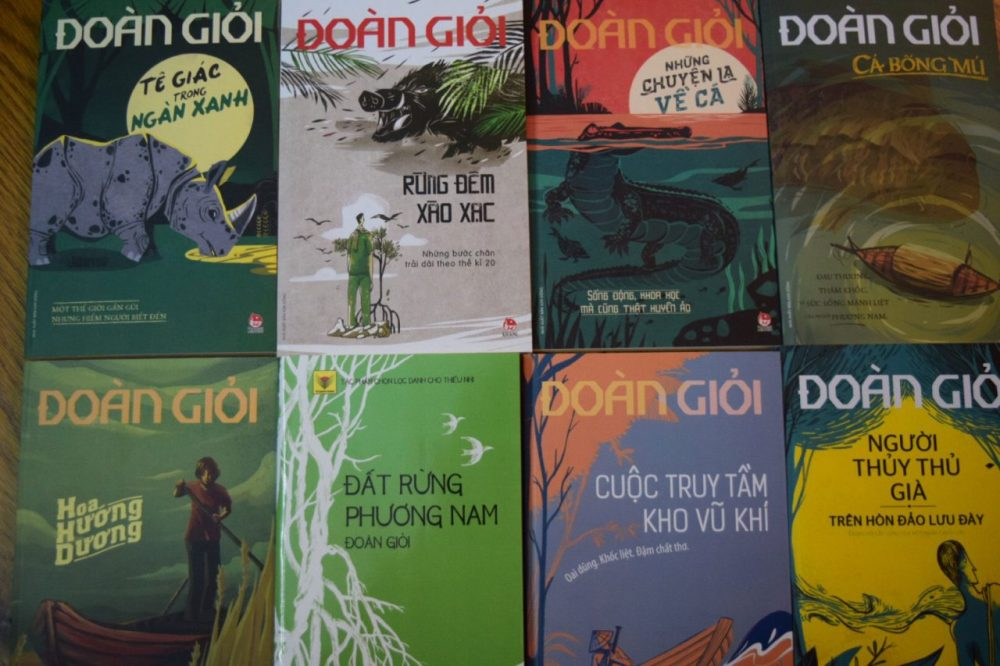 ĐOÀN GIỎI
TÊ GIÁC
TRONG
NGÀN XANH
MỘT THẾ GIỚI GẦN GŨI
NHƯNG HIẾM NGƯỜI BIẾT ĐẾN
ĐOÀN GIỎI
RỪNG ĐÊM
XÀO XẠC
Những bước chân
trải dài theo thế kỉ 20
ĐOÀN GIỎI
NHỮNG
CHUYỆN LẠ
VỀ CÁ
SỐNG ĐỘNG, KHOA HỌC,
MÀ CŨNG THẬT HUYỀN ẢO
ĐOÀN GIỎI
CÁ BỐNG MÚ
ĐAU THƯƠNG,
THẢM KHỐC,
SỨC SỐNG MÃNH LIỆT
PHƯƠNG NAM.
ĐOÀN GIỎI
Hoa
Hướng
Dương
TÁC PHẨM CHỌN LỌC DÀNH CHO THIẾU NHI
ĐẤT RỪNG
PHƯƠNG NAM
ĐOÀN GIỎI
ĐOÀN GIỎI
CUỘC TRUY TẦM
KHO VŨ KHÍ
Oai dũng. Khốc liệt. Đậm chất thơ.
ĐOÀN GIỎ
NGƯỜI
THỦY THỦ
GIÀ
TRÊN HÒN ĐẢO LƯU ĐÀY